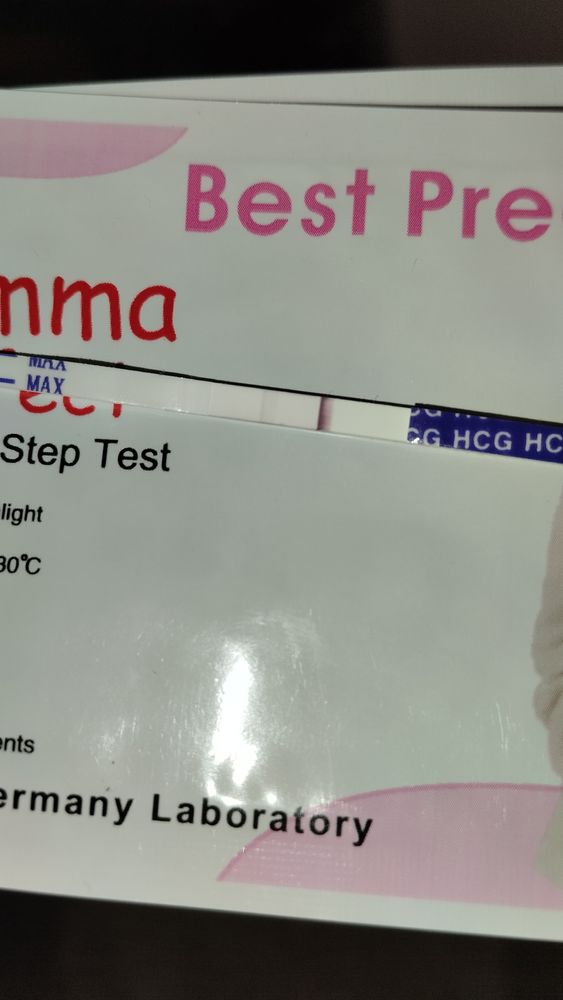 Best Pre
mma
MAX
MAX
CG HCG HC
Step Test
light
30°C
ents
ermany Laboratory